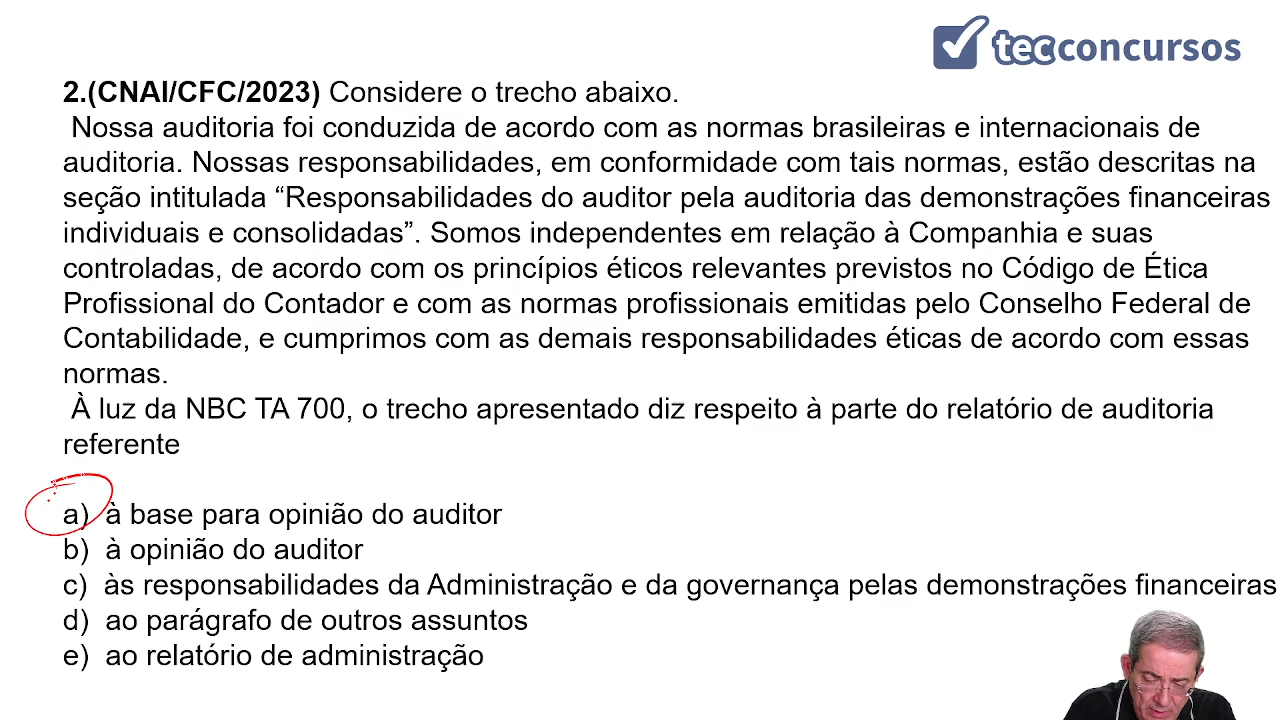 tecconcursos
2.(CNAI/CFC/2023) Considere o trecho abaixo.
Nossa auditoria foi conduzida de acordo com as normas brasileiras e internacionais de
auditoria. Nossas responsabilidades, em conformidade com tais normas, estão descritas na
seção intitulada “Responsabilidades do auditor pela auditoria das demonstrações financeiras
individuais e consolidadas”. Somos independentes em relação à Companhia e suas
controladas, de acordo com os princípios éticos relevantes previstos no Código de Ética
Profissional do Contador e com as normas profissionais emitidas pelo Conselho Federal de
Contabilidade, e cumprimos com as demais responsabilidades éticas de acordo com essas
normas.
À luz da NBC TA 700, o trecho apresentado diz respeito à parte do relatório de auditoria
referente
a) à base para opinião do auditor
b) à opinião do auditor
c) às responsabilidades da Administração e da governança pelas demonstrações financeiras
d) ao parágrafo de outros assuntos
e) ao relatório de administração